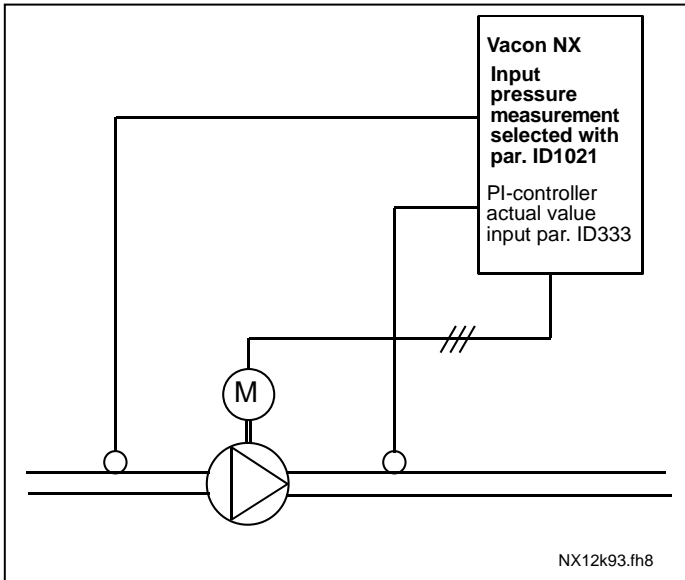 Vacon NX
Input
pressure
measurement
selected with
par. ID1021
PI-controller
actual value
input par. ID333
M
NX12k93.fh8